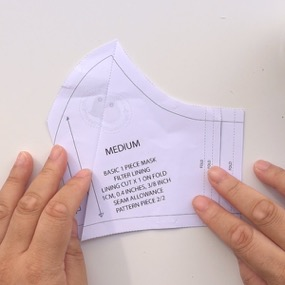 MEDIUM
BASIC 1 PIECE MASK
FILTER LINING
LINING CUT X 1 ON FOLD
1CM, 0.4 INCHES, 3/8 INCH
SEAM ALLOWANCE
PATTERN PIECE 2/2